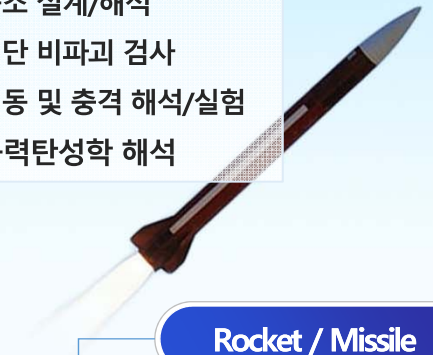 설계/해석
단 비파괴 검사
동 및 충격 해석/실험
력탄성학 해석
Rocket / Missile